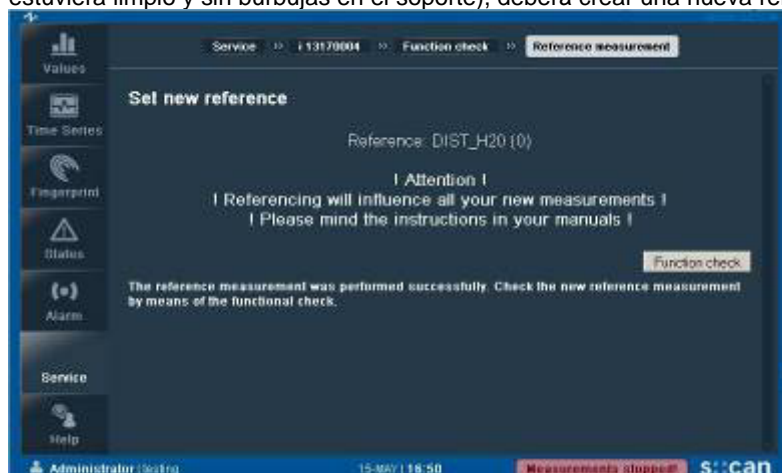 estuviera limpio y sin burbujas en el soporte), deberá crear una nueva re
Service » i 13170004 » Function check » Reference measurement
Values
Set new reference
Time Series
Reference: DIST_H20 (0)
Fingerprint
! Attention !
! Referencing will influence all your new measurements !
! Please mind the instructions in your manuals !
Status
Function check
The reference measurement was performed successfully. Check the new reference measurement
by means of the functional check.
Alarm
Service
Help
Administrator 15-MAY | 16:50 Measurements stopped! s::can